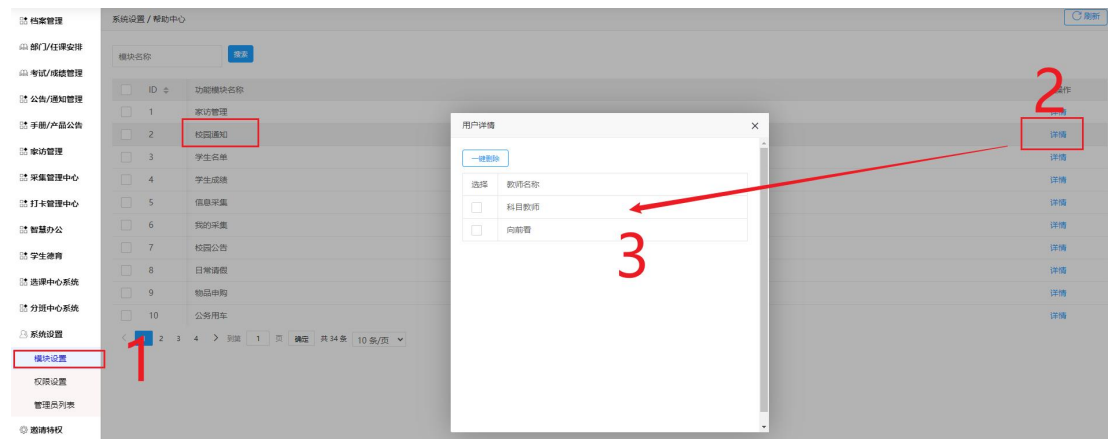 档案管理
部门/任课安排
考试/成绩管理
公告/通知管理
手册/产品公告
家访管理
采集管理中心
打卡管理中心
智慧办公
学生德育
选课中心系统
分班中心系统
系统设置
模块设置
权限设置
管理员列表
邀请特权
系统设置 / 帮助中心
刷新
模块名称 搜索
ID 功能模块名称 操作
1 家访管理 详情
2 校园通知 详情
3 学生名单 详情
4 学生成绩 详情
5 信息采集 详情
6 我的采集 详情
7 校园公告 详情
8 日常请假 详情
9 物品申购 详情
10 公务用车 详情
< 1 2 3 4 > 到第 1 页 确定 共 34 条 10 条/页
用户详情 ×
一键删除
选择 教师名称
科目教师
向前看
1
2
3